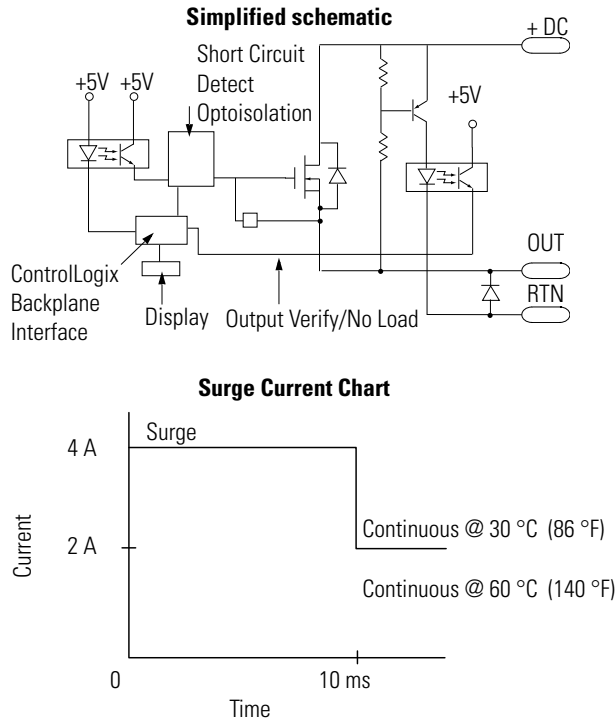 Simplified schematic
+ DC
Short Circuit
Detect
Optoisolation
+5V +5V
+5V
OUT
RTN
ControlLogix
Backplane
Interface
Display
Output Verify/No Load
Surge Current Chart
Surge
4 A
Current
2 A
Continuous @ 30 °C (86 °F)
Continuous @ 60 °C (140 °F)
0
10 ms
Time